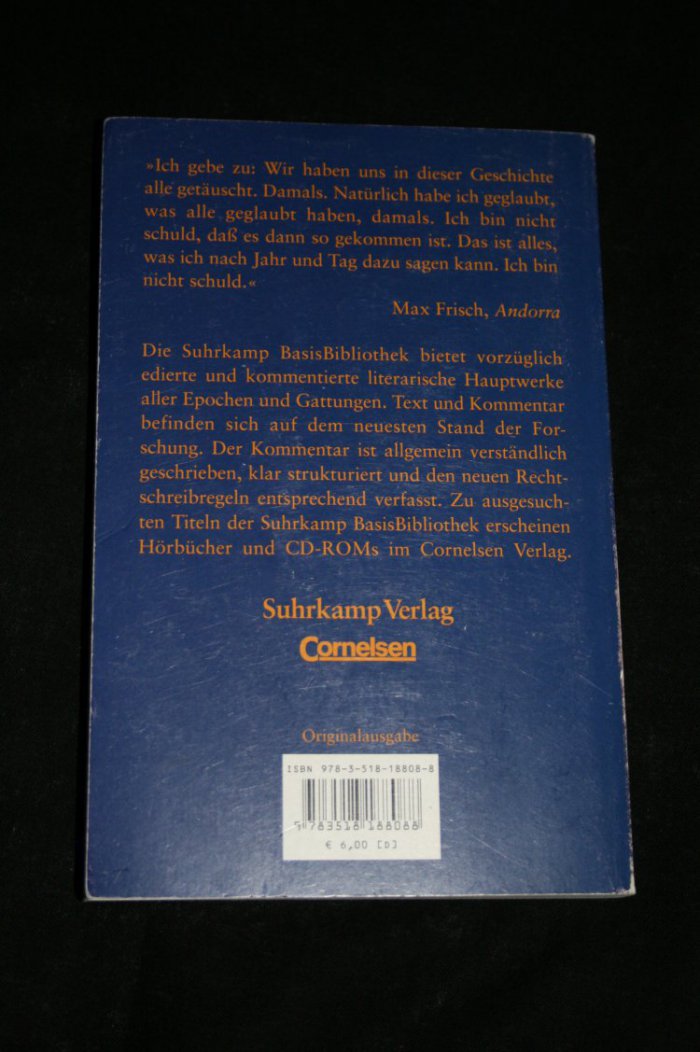 »Ich gebe zu: Wir haben uns in dieser Geschichte
alle getäuscht. Damals. Natürlich habe ich geglaubt,
was alle geglaubt haben, damals. Ich bin nicht
schuld, daß es dann so gekommen ist. Das ist alles,
was ich nach Jahr und Tag dazu sagen kann. Ich bin
nicht schuld.«
Max Frisch, Andorra
Die Suhrkamp BasisBibliothek bietet vorzüglich
edierte und kommentierte literarische Hauptwerke
aller Epochen und Gattungen. Text und Kommentar
befinden sich auf dem neuesten Stand der For-
schung. Der Kommentar ist allgemein verständlich
geschrieben, klar strukturiert und den neuen Recht-
schreibregeln entsprechend verfasst. Zu ausgesuch-
ten Titeln der Suhrkamp BasisBibliothek erscheinen
Hörbücher und CD-ROMs im Cornelsen Verlag.
Suhrkamp Verlag
Cornelsen
Originalausgabe
ISBN 978-3-518-18808-8
9 783518 188088
€ 6,00 [D]